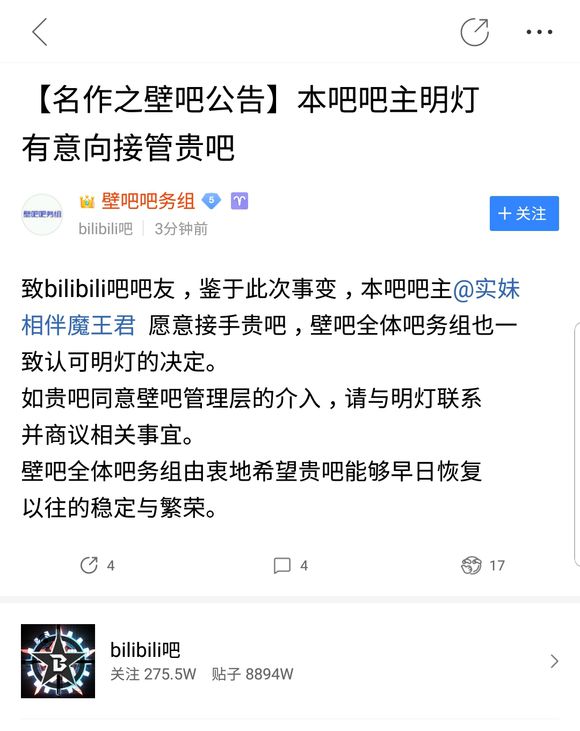 【名作之壁吧公告】本吧吧主明灯
有意向接管贵吧
壁吧吧务组
壁吧吧务组 5
+ 关注
bilibili吧 3分钟前
致bilibili吧吧友，鉴于此次事变，本吧吧主@实妹
相伴魔王君 愿意接手贵吧，壁吧全体吧务组也一
致认可明灯的决定。
如贵吧同意壁吧管理层的介入，请与明灯联系
并商议相关事宜。
壁吧全体吧务组由衷地希望贵吧能够早日恢复
以往的稳定与繁荣。
4 4 17
B
bilibili吧
关注 275.5W 贴子 8894W